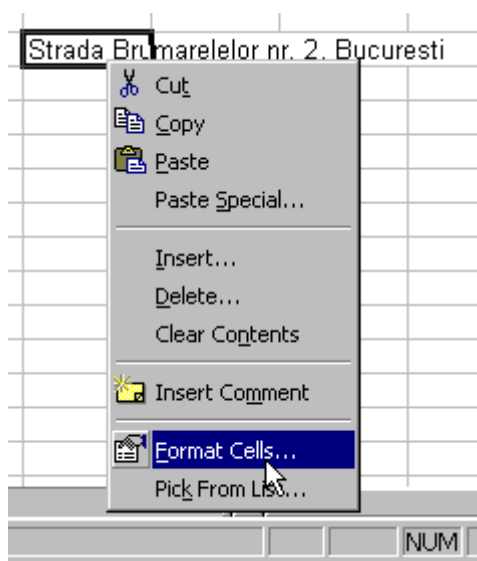 Strada Brumarelelor nr. 2. Bucuresti
Cut
Copy
Paste
Paste Special...
Insert...
Delete...
Clear Contents
Insert Comment
Format Cells...
Pick From List...
NUM